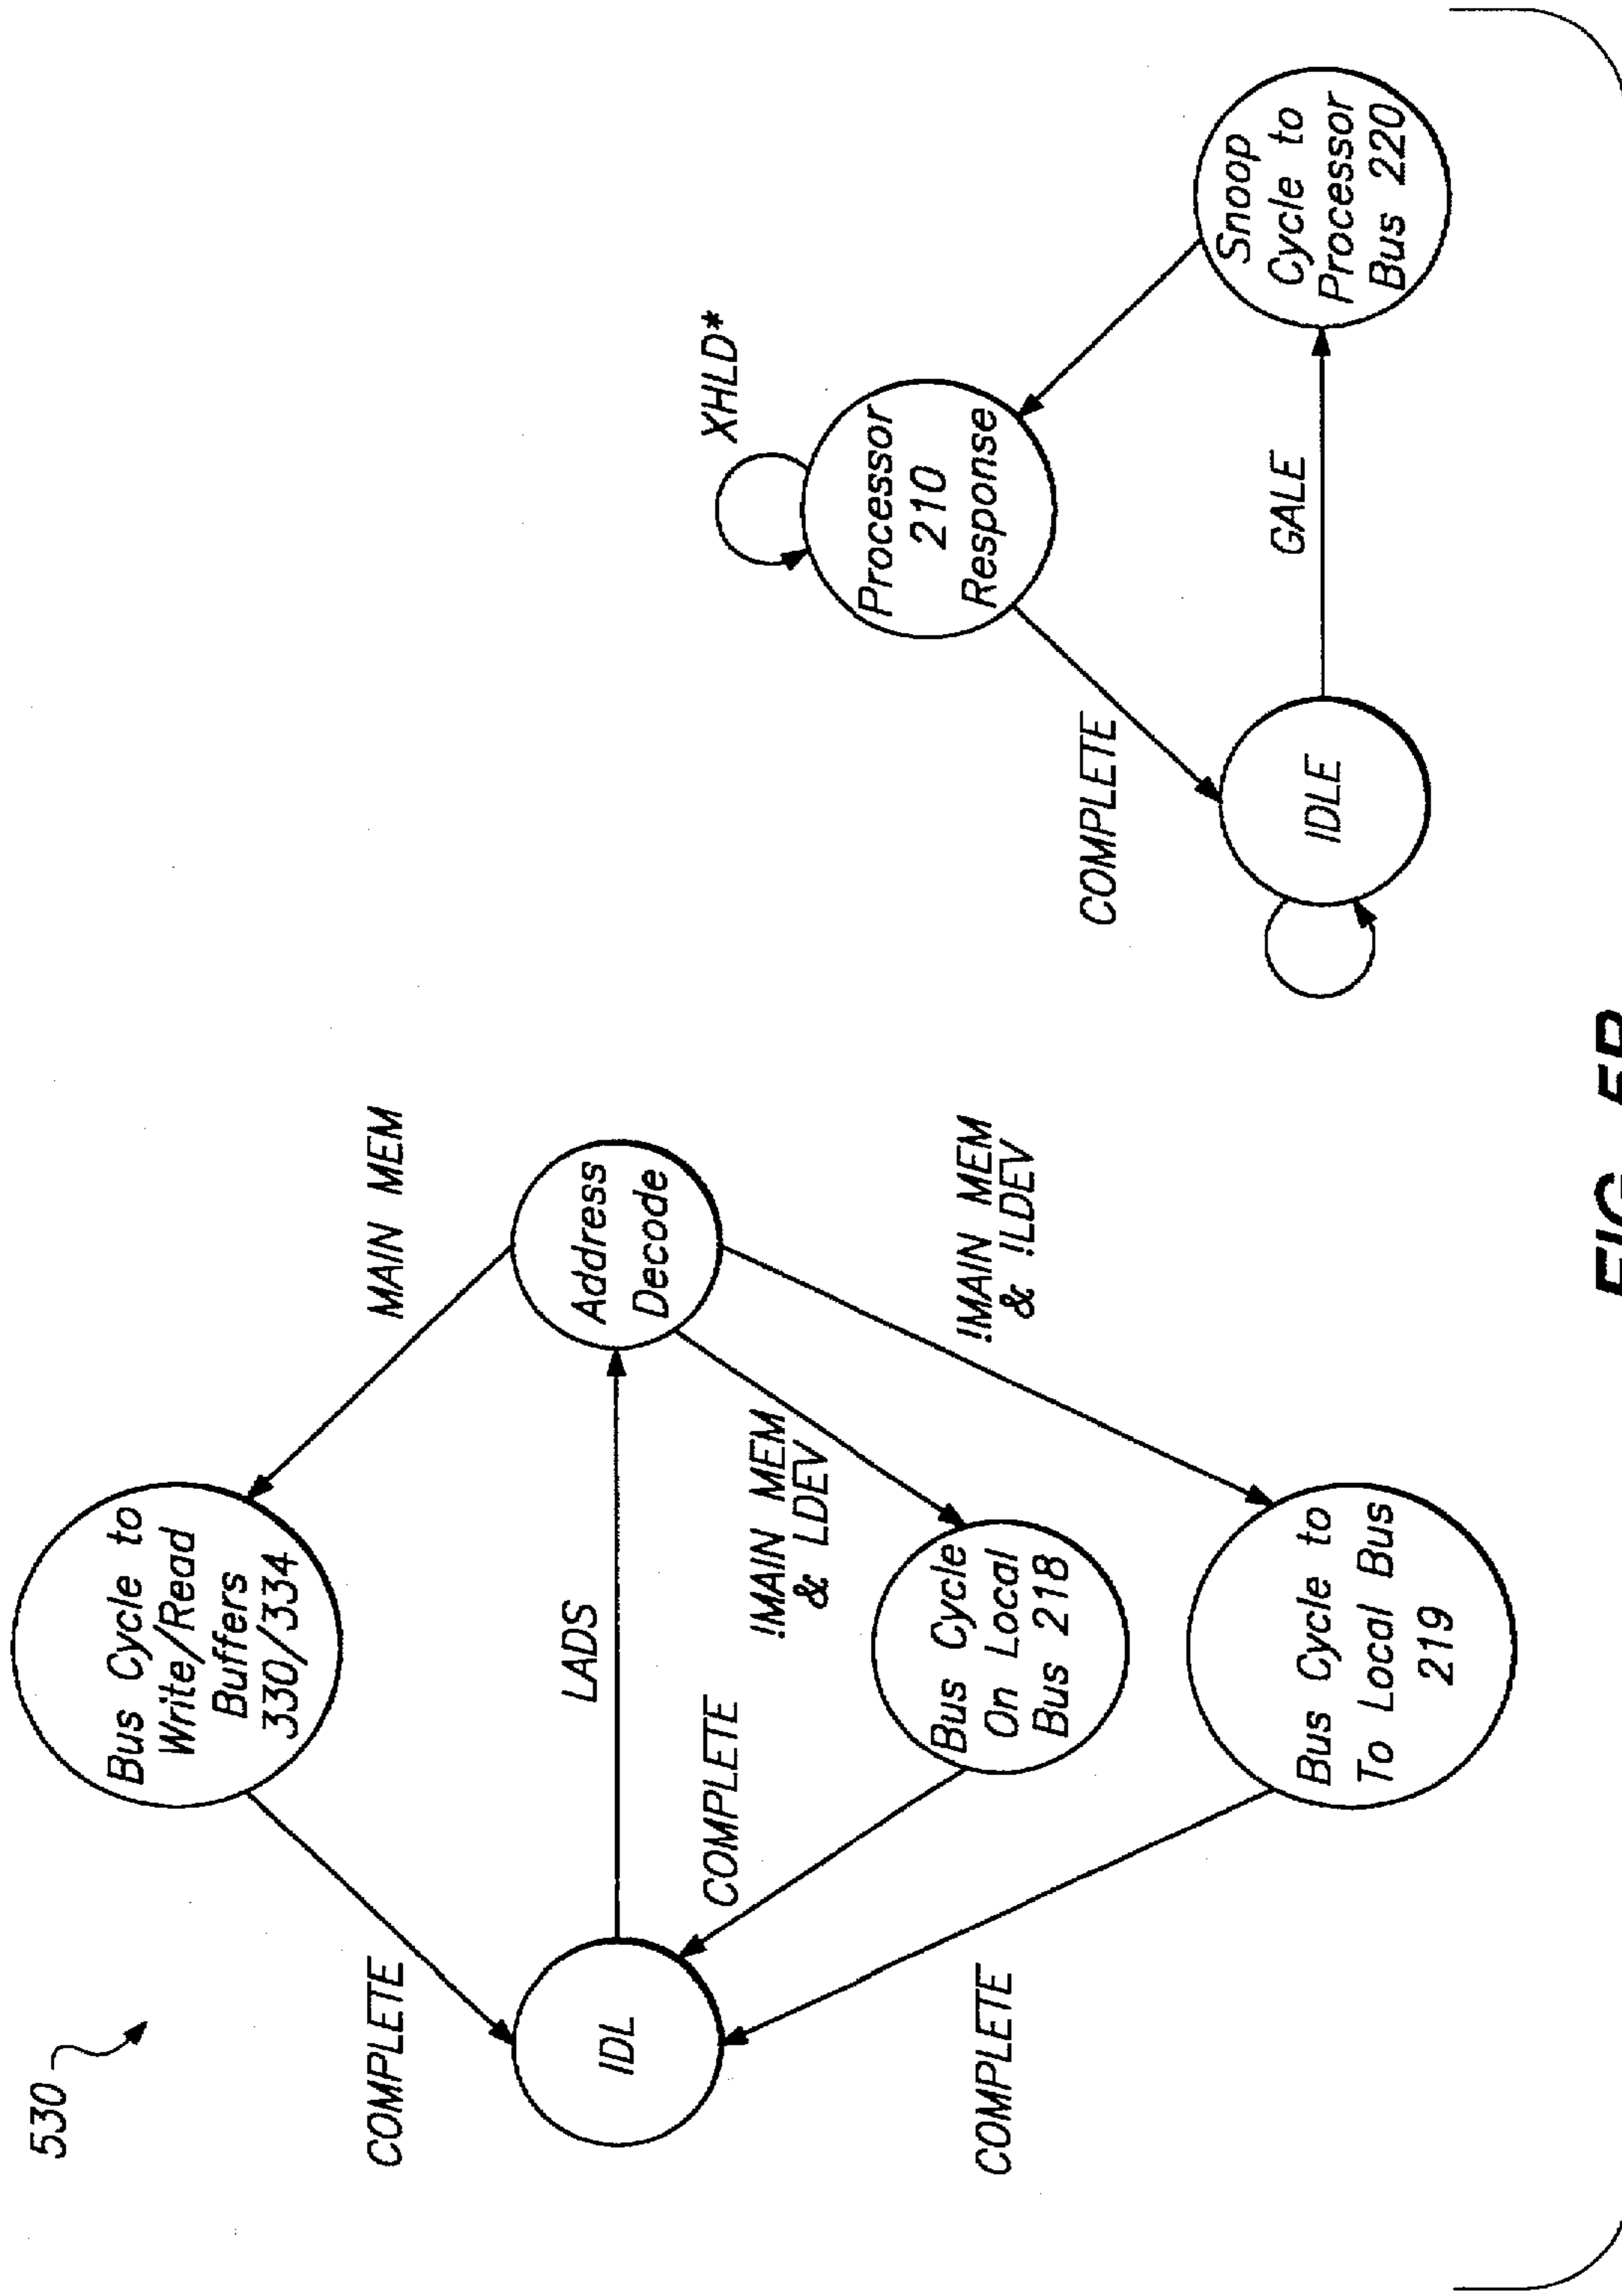 530
COMPLETE
Bus Cycle to
Write/Read
Buffers
330/334
MAIN MEM
IDL
LADS
Address
Decode
COMPLETE
!MAIN MEM
& LDEV
Bus Cycle
On Local
Bus 218
COMPLETE
!MAIN MEM
& !LDEV
Bus Cycle to
To Local Bus
219
XHLD*
Processor
210
Response
COMPLETE
IDLE
GALE
Snoop
Cycle to
Processor
Bus 220